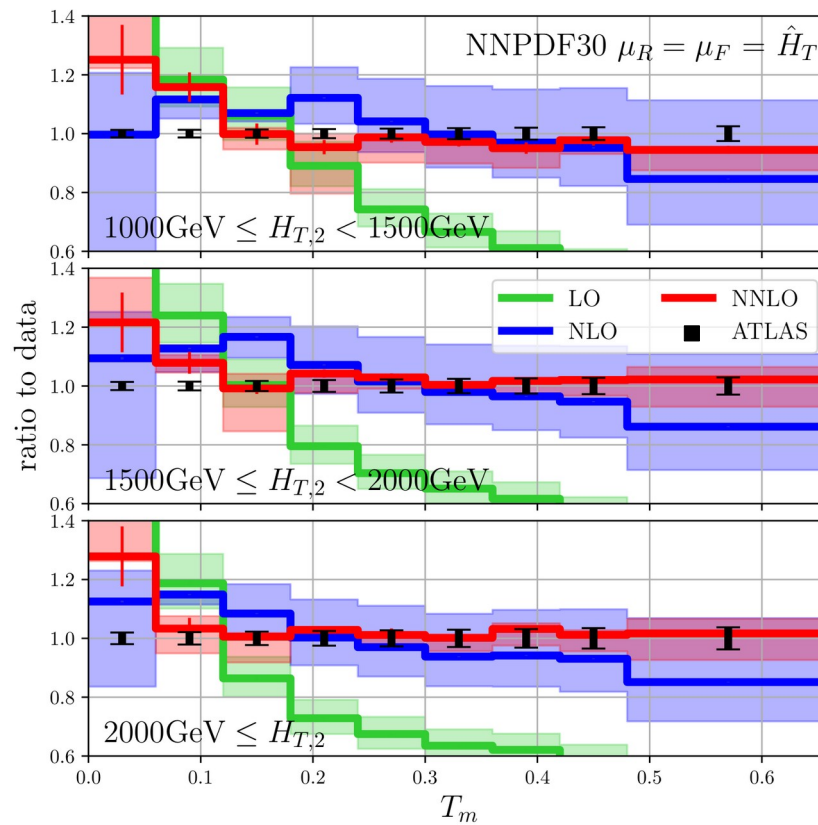 NNPDF30 μ_R = μ_F = Ĥ_T
1.4
1.2
1.0
0.8
0.6
1000GeV ≤ H_{T,2} < 1500GeV
ratio to data
1.4
1.2
1.0
0.8
0.6
LO
NLO
NNLO
ATLAS
1500GeV ≤ H_{T,2} < 2000GeV
1.4
1.2
1.0
0.8
0.6
2000GeV ≤ H_{T,2}
0.0 0.1 0.2 0.3 0.4 0.5 0.6
T_m